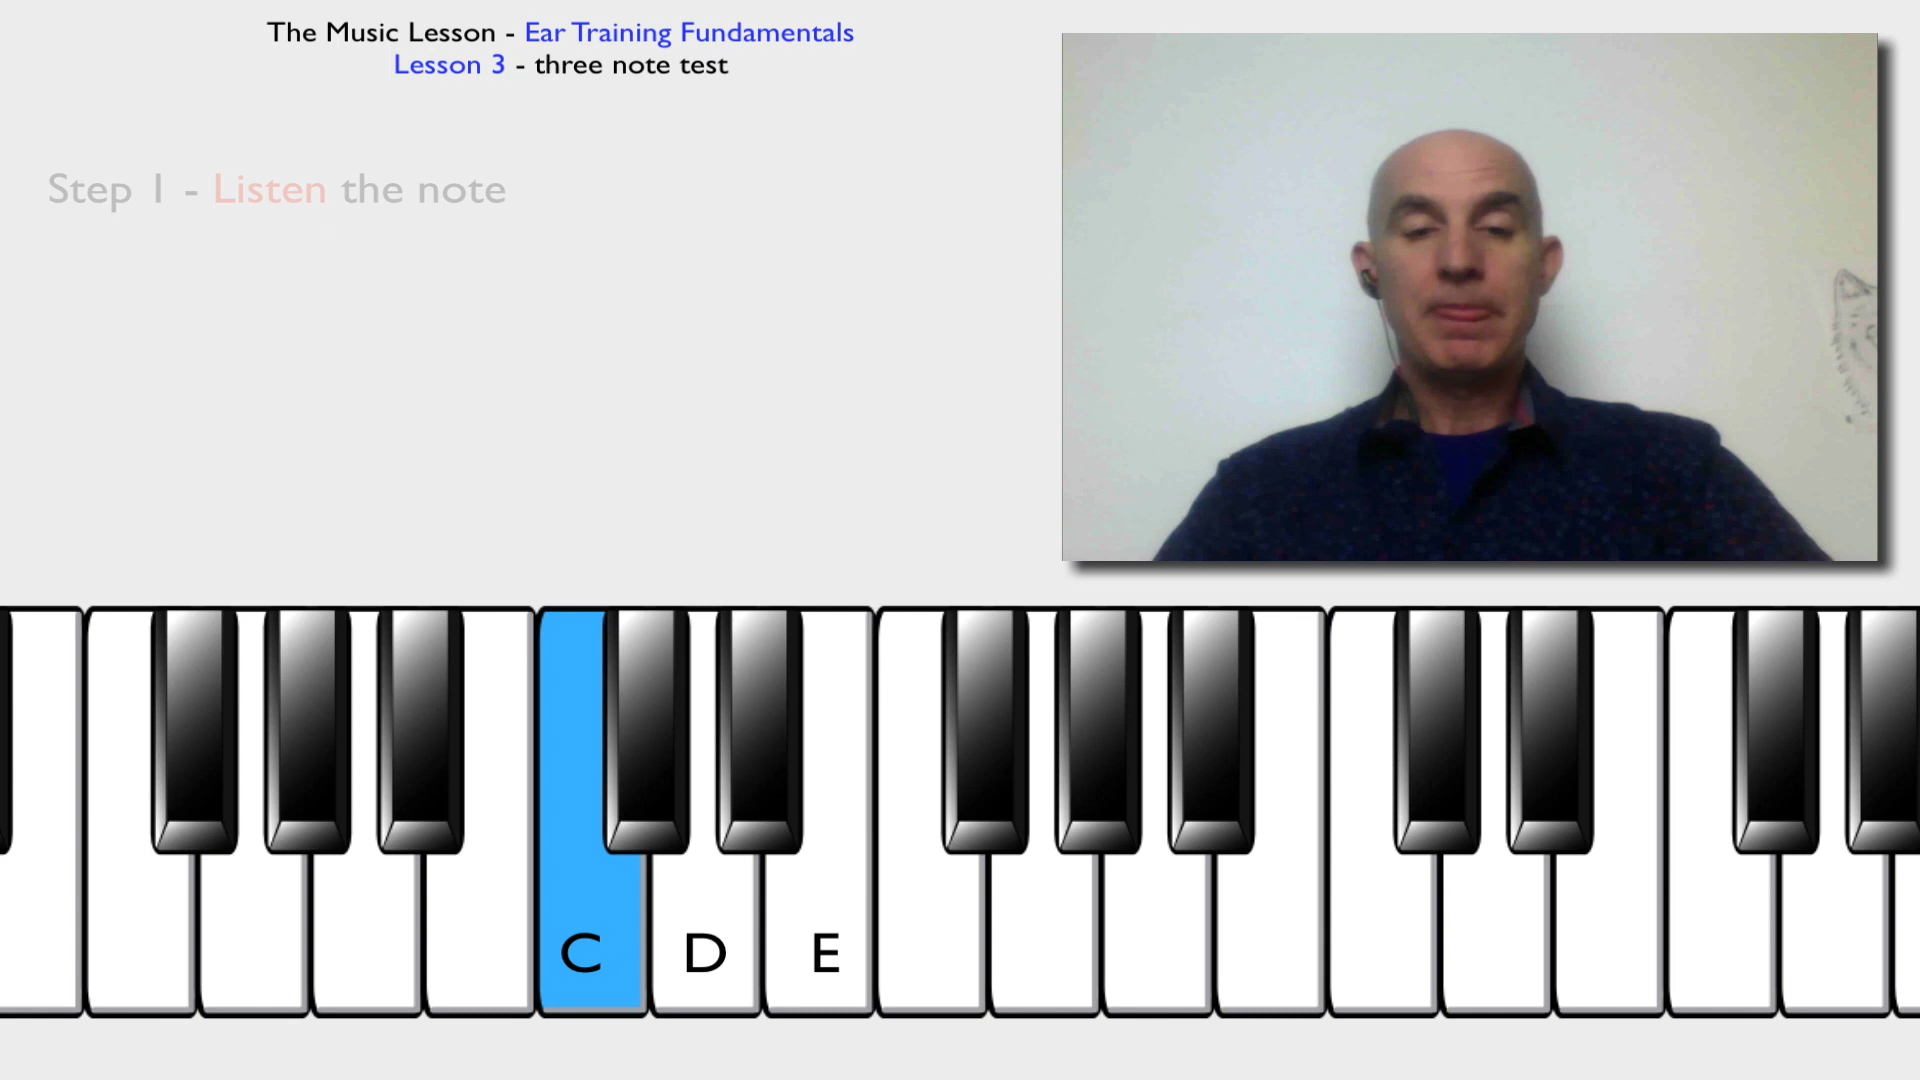 The Music Lesson - Ear Training Fundamentals
Lesson 3 - three note test
Step 1 - Listen the note
C D E